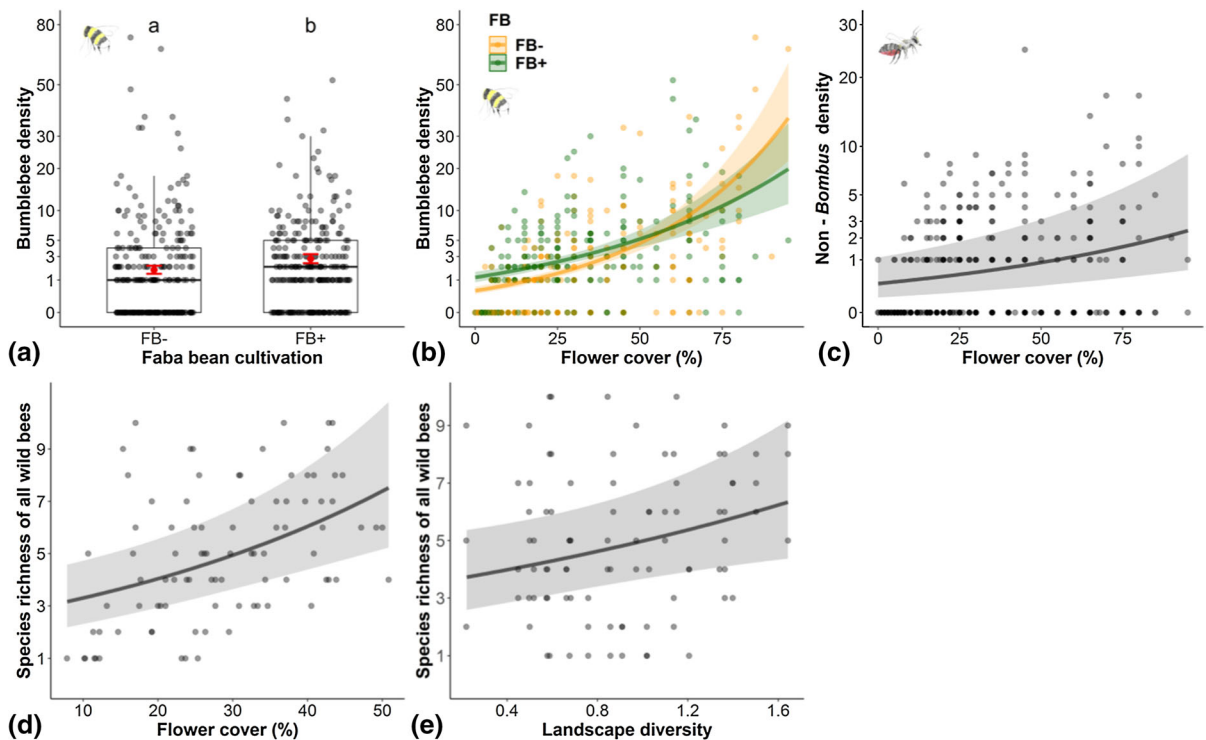 80
50
30
20
10
5
3
1
0
Bumblebee density
a
b
FB-
FB+
(a)
Faba bean cultivation
80
50
30
20
10
5
3
1
0
Bumblebee density
FB
FB-
FB+
0
25
50
75
(b)
Flower cover (%)
30
20
10
5
3
2
1
0
Non - Bombus density
0
25
50
75
(c)
Flower cover (%)
9
7
5
3
1
Species richness of all wild bees
10
20
30
40
50
(d)
Flower cover (%)
9
7
5
3
1
Species richness of all wild bees
0.4
0.8
1.2
1.6
(e)
Landscape diversity